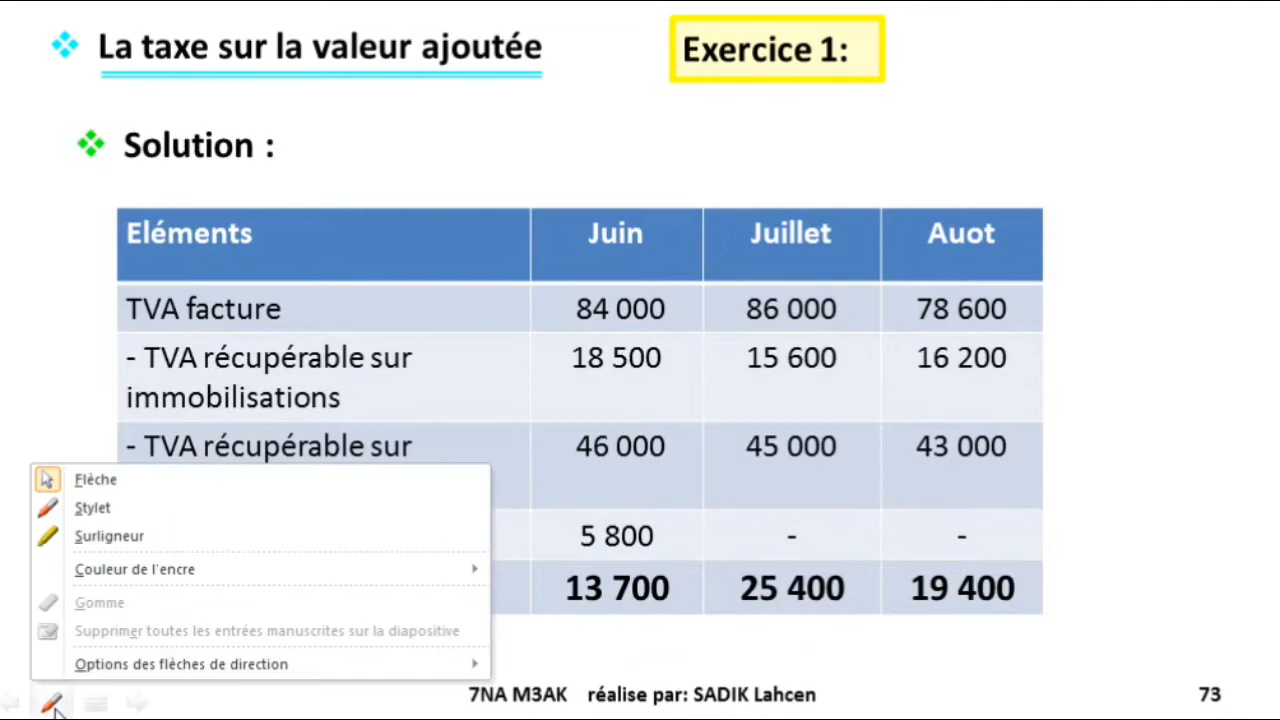 La taxe sur la valeur ajoutée
Exercice 1:
Solution :
Eléments Juin Juillet Auot
TVA facture 84 000 86 000 78 600
- TVA récupérable sur 18 500 15 600 16 200
immobilisations
- TVA récupérable sur 46 000 45 000 43 000
5 800 - -
13 700 25 400 19 400
Flèche
Stylet
Surligneur
Couleur de l'encre
Gomme
Supprimer toutes les entrées manuscrites sur la diapositive
Options des flèches de direction
7NA M3AK réalise par: SADIK Lahcen 73